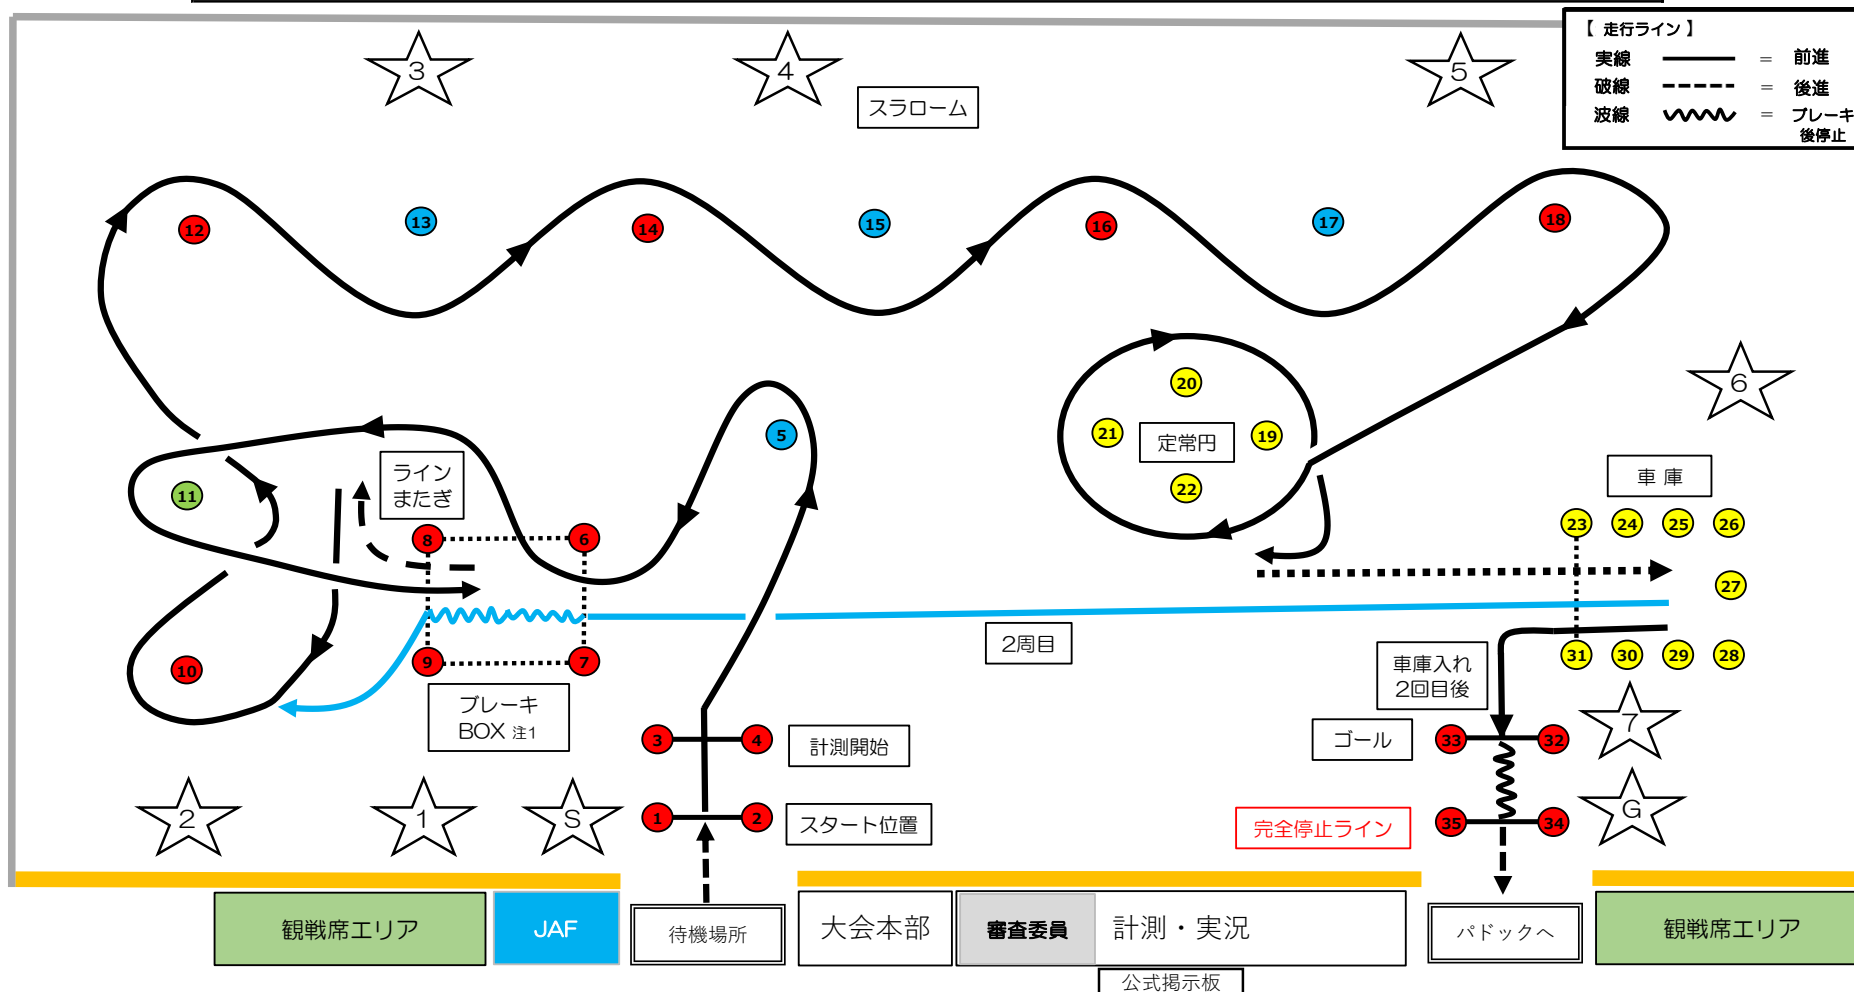 【 走行ライン 】
実線 = 前進
破線 = 後進
波線 = ブレーキ
後停止
3
4
5
スラローム
12
13
14
15
16
17
18
6
20
21
定常円
19
22
5
ライン
またぎ
11
車 庫
23
24
25
26
8
6
27
2周目
10
9
7
31
30
29
28
車庫入れ
2回目後
ブレーキ
BOX 注1
3
4
計測開始
ゴール
33
32
7
2
1
S
1
2
スタート位置
完全停止ライン
35
34
G
観戦席エリア
JAF
待機場所
大会本部
審査委員
計測・実況
パドックへ
観戦席エリア
公式掲示板